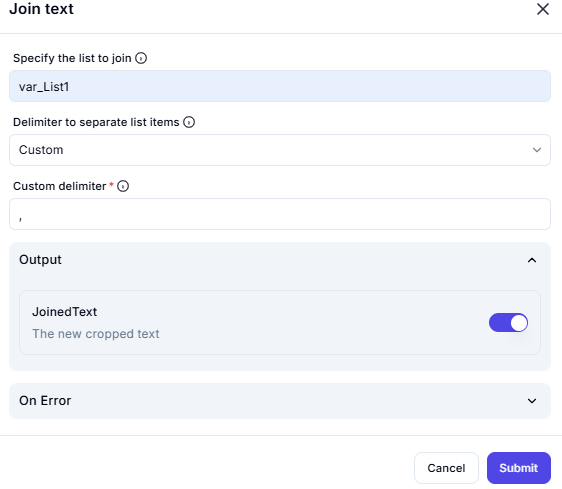 Join text
Specify the list to join
var_List1
Delimiter to separate list items
Custom
Custom delimiter *
,
Output
JoinedText
The new cropped text
On Error
Cancel
Submit